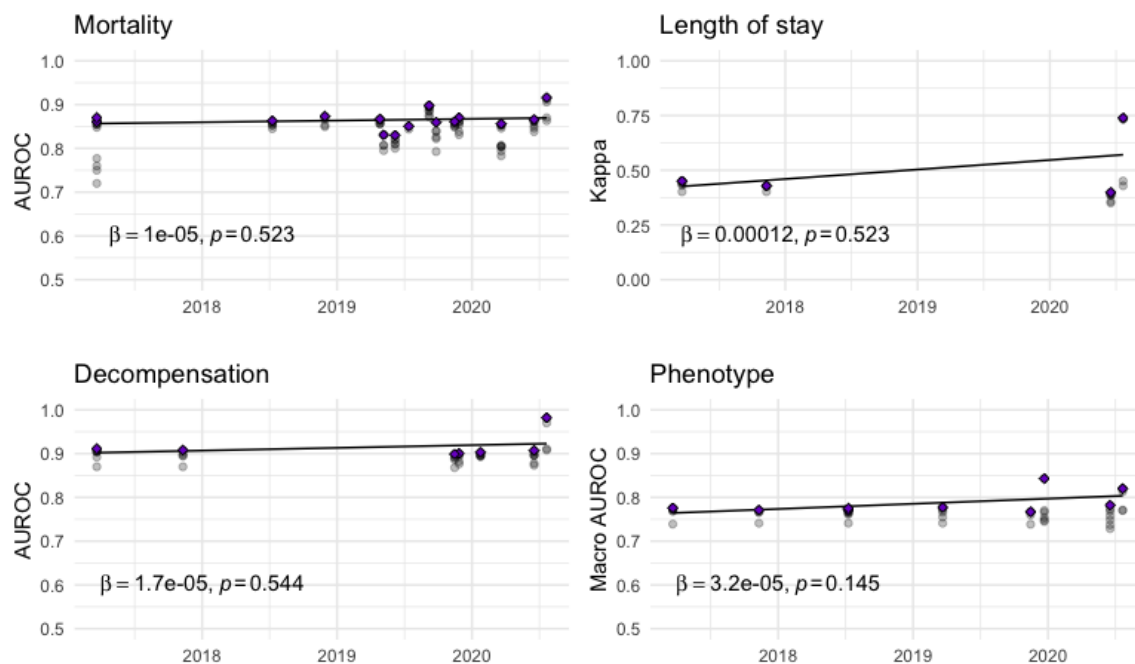 Mortality
1.0
0.9
0.8
0.7
0.6
0.5
AUROC
β = 1e-05, p = 0.523
2018 2019 2020
Length of stay
1.00
0.75
0.50
0.25
0.00
Kappa
β = 0.00012, p = 0.523
2018 2019 2020
Decompensation
1.0
0.9
0.8
0.7
0.6
0.5
AUROC
β = 1.7e-05, p = 0.544
2018 2019 2020
Phenotype
1.0
0.9
0.8
0.7
0.6
0.5
Macro AUROC
β = 3.2e-05, p = 0.145
2018 2019 2020